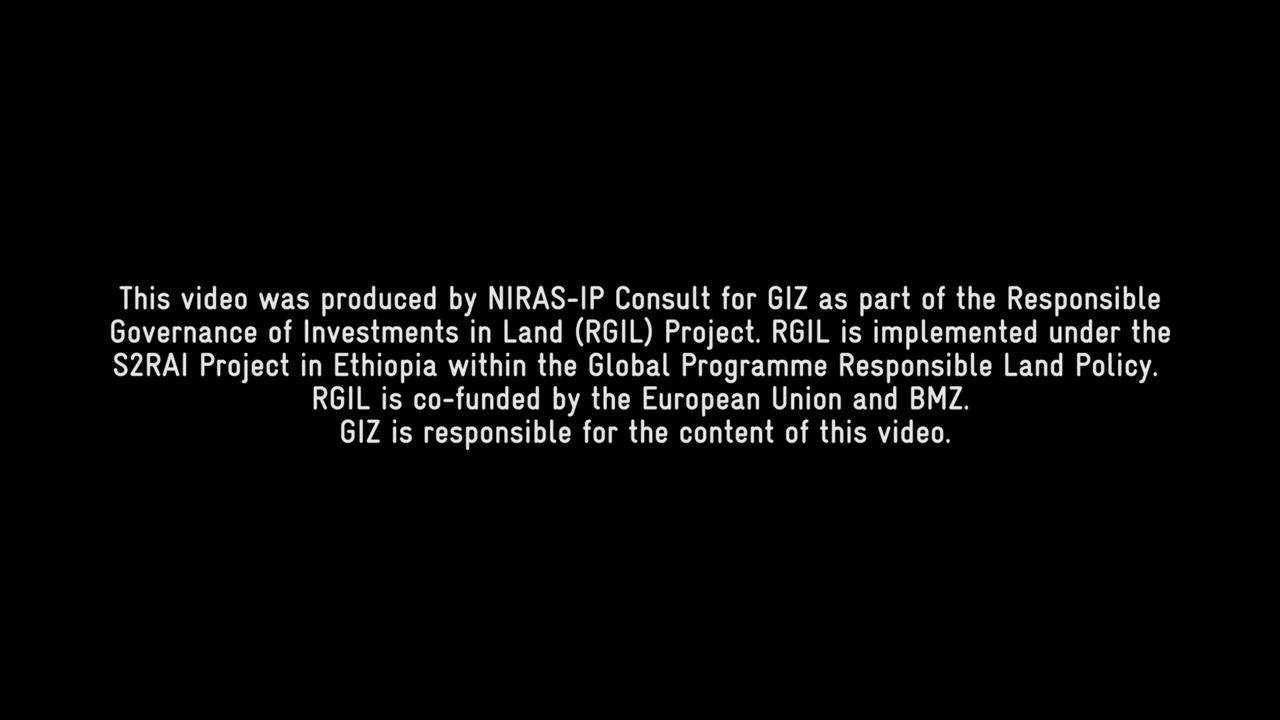 This video was produced by NIRAS-IP Consult for GIZ as part of the Responsible
Governance of Investments in Land (RGIL) Project. RGIL is implemented under the
S2RAI Project in Ethiopia within the Global Programme Responsible Land Policy.
RGIL is co-funded by the European Union and BMZ.
GIZ is responsible for the content of this video.